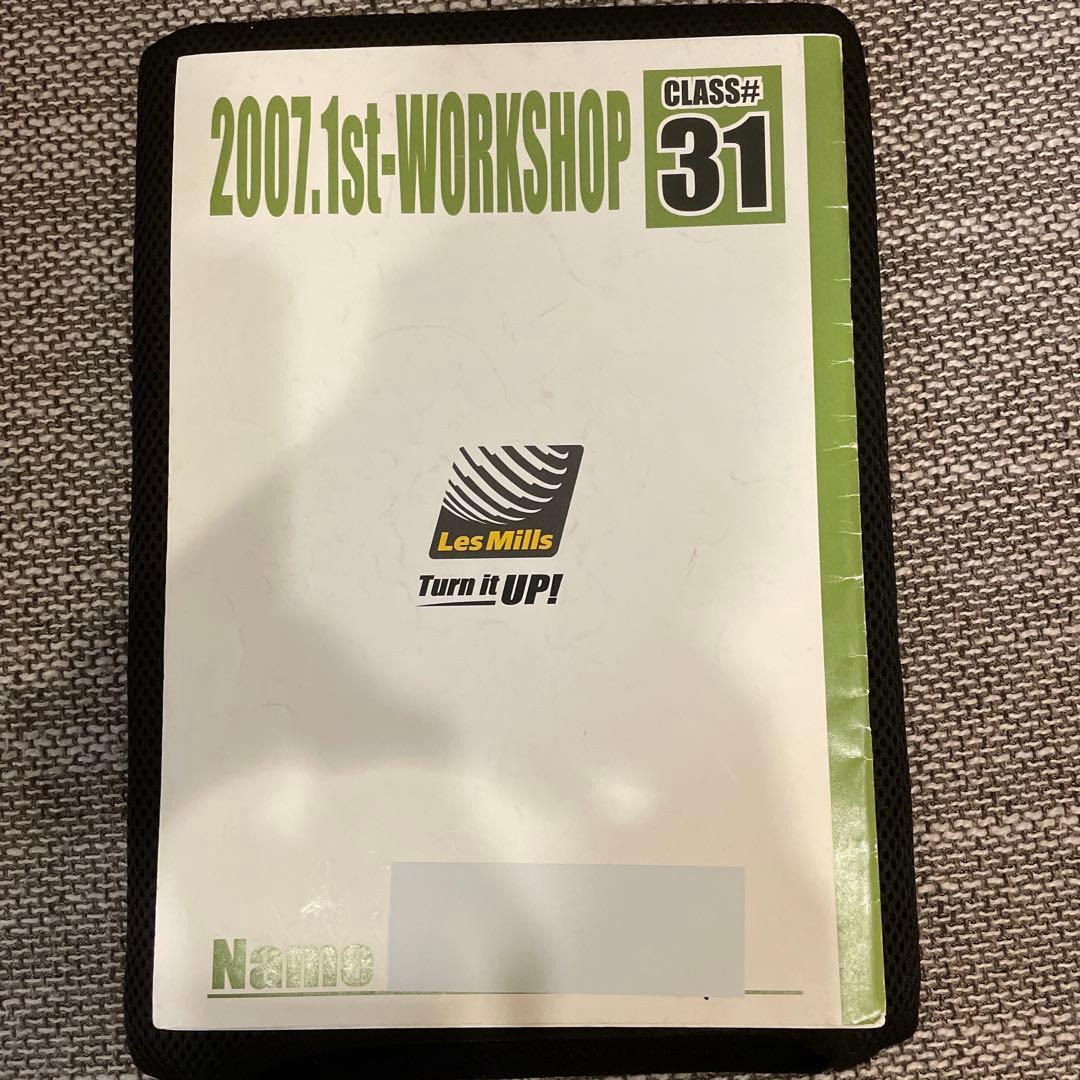 2007.1st-WORKSHOP
CLASS#
31
Les Mills
Turn it UP!
Name